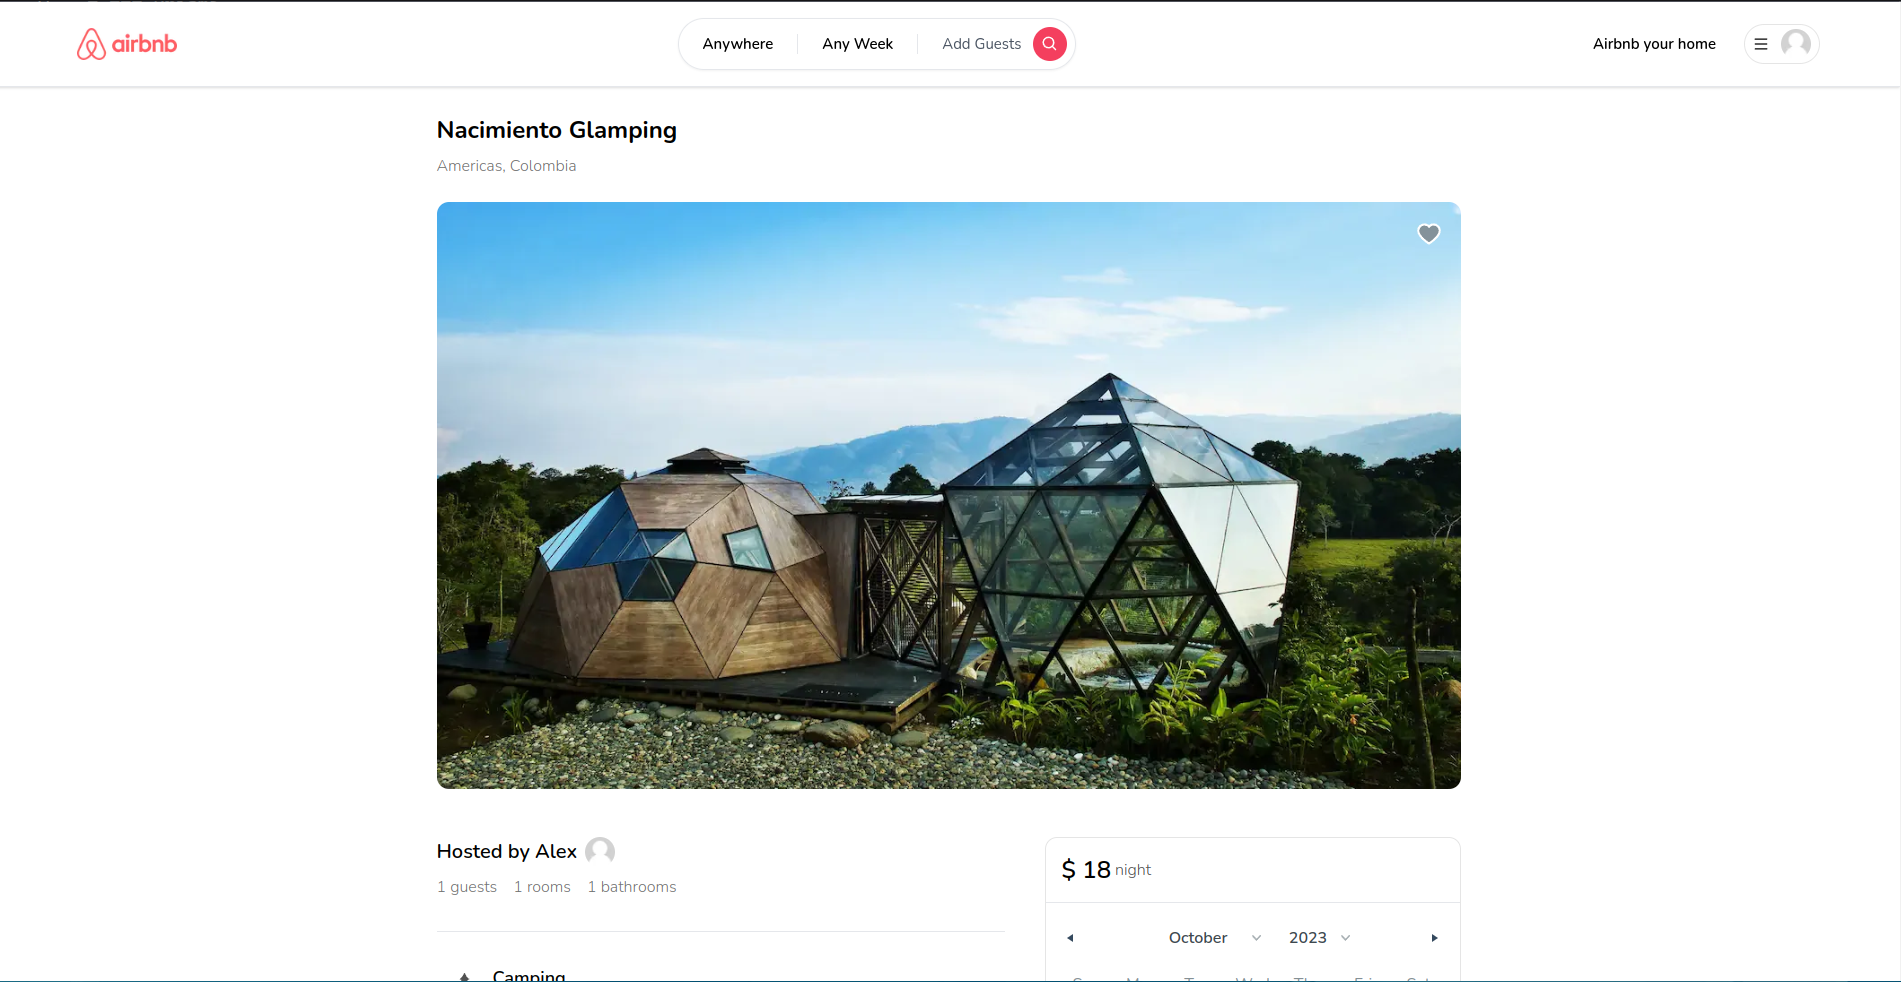 airbnb
Anywhere
Any Week
Add Guests
Airbnb your home
Nacimiento Glamping
Americas, Colombia
Hosted by Alex
1 guests 1 rooms 1 bathrooms
$ 18 night
October 2023
Camping